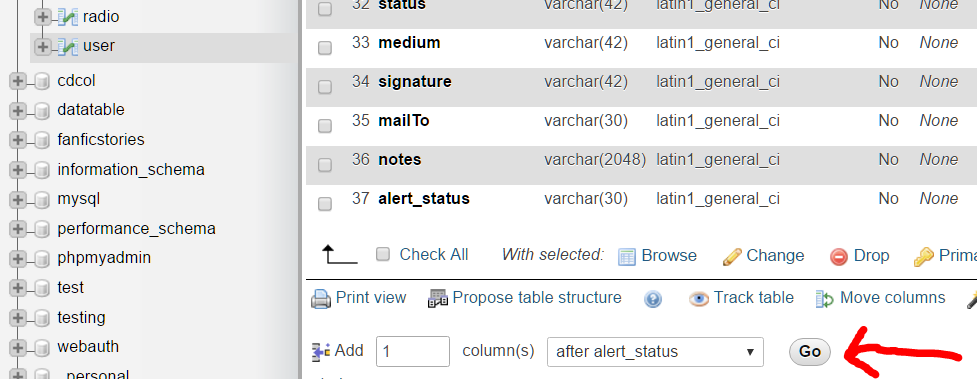 radio
user
cdcol
datatable
fanficstories
information_schema
mysql
performance_schema
phpmyadmin
test
testing
webauth
_personal
32 status varchar(42) latin1_general_ci No None
33 medium varchar(42) latin1_general_ci No None
34 signature varchar(42) latin1_general_ci No None
35 mailTo varchar(30) latin1_general_ci No None
36 notes varchar(2048) latin1_general_ci No None
37 alert_status varchar(30) latin1_general_ci No None
Check All With selected: Browse Change Drop Prima
Print view Propose table structure Track table Move columns
Add 1 column(s) after alert_status Go